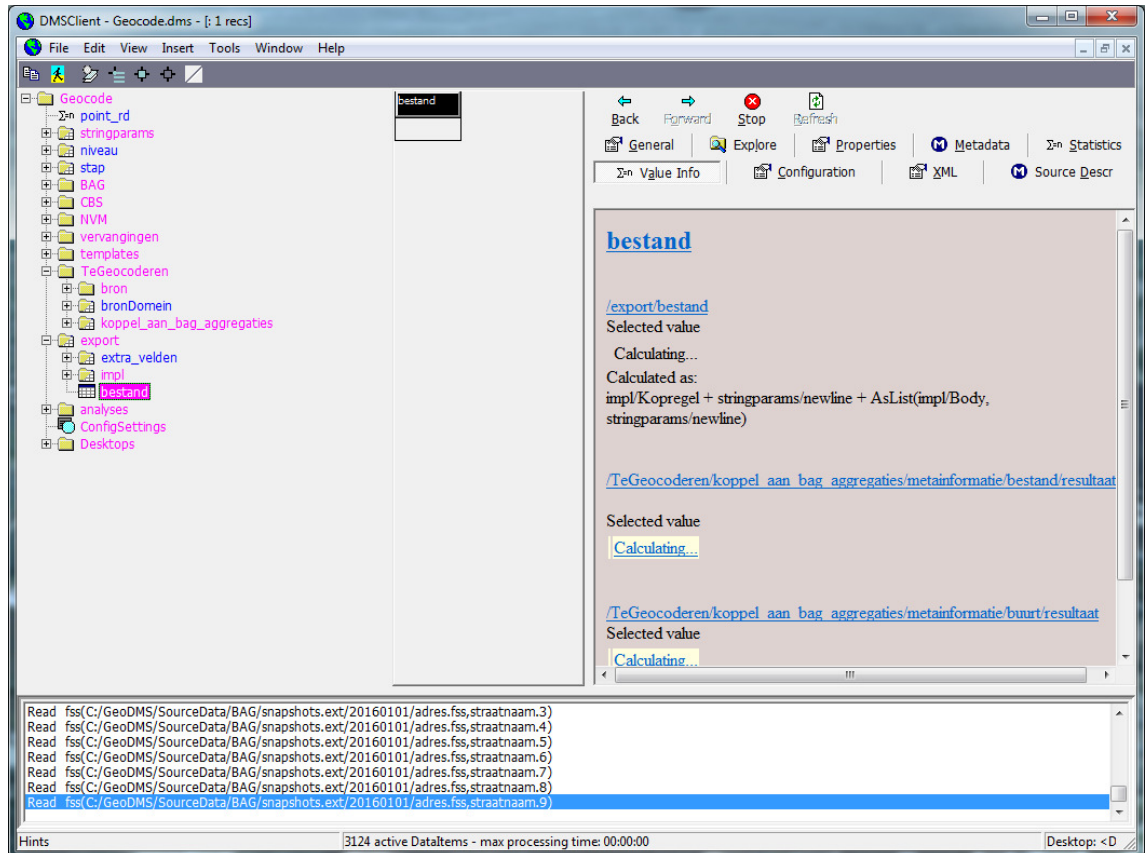 DMSClient - Geocode.dms - [: 1 recs]
File Edit View Insert Tools Window Help
Geocode
Σ=n point_rd
stringparams
niveau
stap
BAG
CBS
NVM
vervangingen
templates
TeGeocoderen
bron
bronDomein
koppel_aan_bag_aggregaties
export
extra_velden
impl
bestand
analyses
ConfigSettings
Desktops
bestand
Back Forward Stop Refresh
General Explore Properties M Metadata Σ=n Statistics
Σ=n Value Info Configuration XML M Source Descr
bestand
/export/bestand
Selected value
Calculating...
Calculated as:
impl/Kopregel + stringparams/newline + AsList(impl/Body,
stringparams/newline)
/TeGeocoderen/koppel_aan_bag_aggregaties/metainformatie/bestand/resultaat
Selected value
Calculating...
/TeGeocoderen/koppel_aan_bag_aggregaties/metainformatie/buurt/resultaat
Selected value
Calculating...
Read fss(C:/GeoDMS/SourceData/BAG/snapshots.ext/20160101/adres.fss,straatnaam.3)
Read fss(C:/GeoDMS/SourceData/BAG/snapshots.ext/20160101/adres.fss,straatnaam.4)
Read fss(C:/GeoDMS/SourceData/BAG/snapshots.ext/20160101/adres.fss,straatnaam.5)
Read fss(C:/GeoDMS/SourceData/BAG/snapshots.ext/20160101/adres.fss,straatnaam.6)
Read fss(C:/GeoDMS/SourceData/BAG/snapshots.ext/20160101/adres.fss,straatnaam.7)
Read fss(C:/GeoDMS/SourceData/BAG/snapshots.ext/20160101/adres.fss,straatnaam.8)
Read fss(C:/GeoDMS/SourceData/BAG/snapshots.ext/20160101/adres.fss,straatnaam.9)
Hints 3124 active DataItems - max processing time: 00:00:00 Desktop: <D